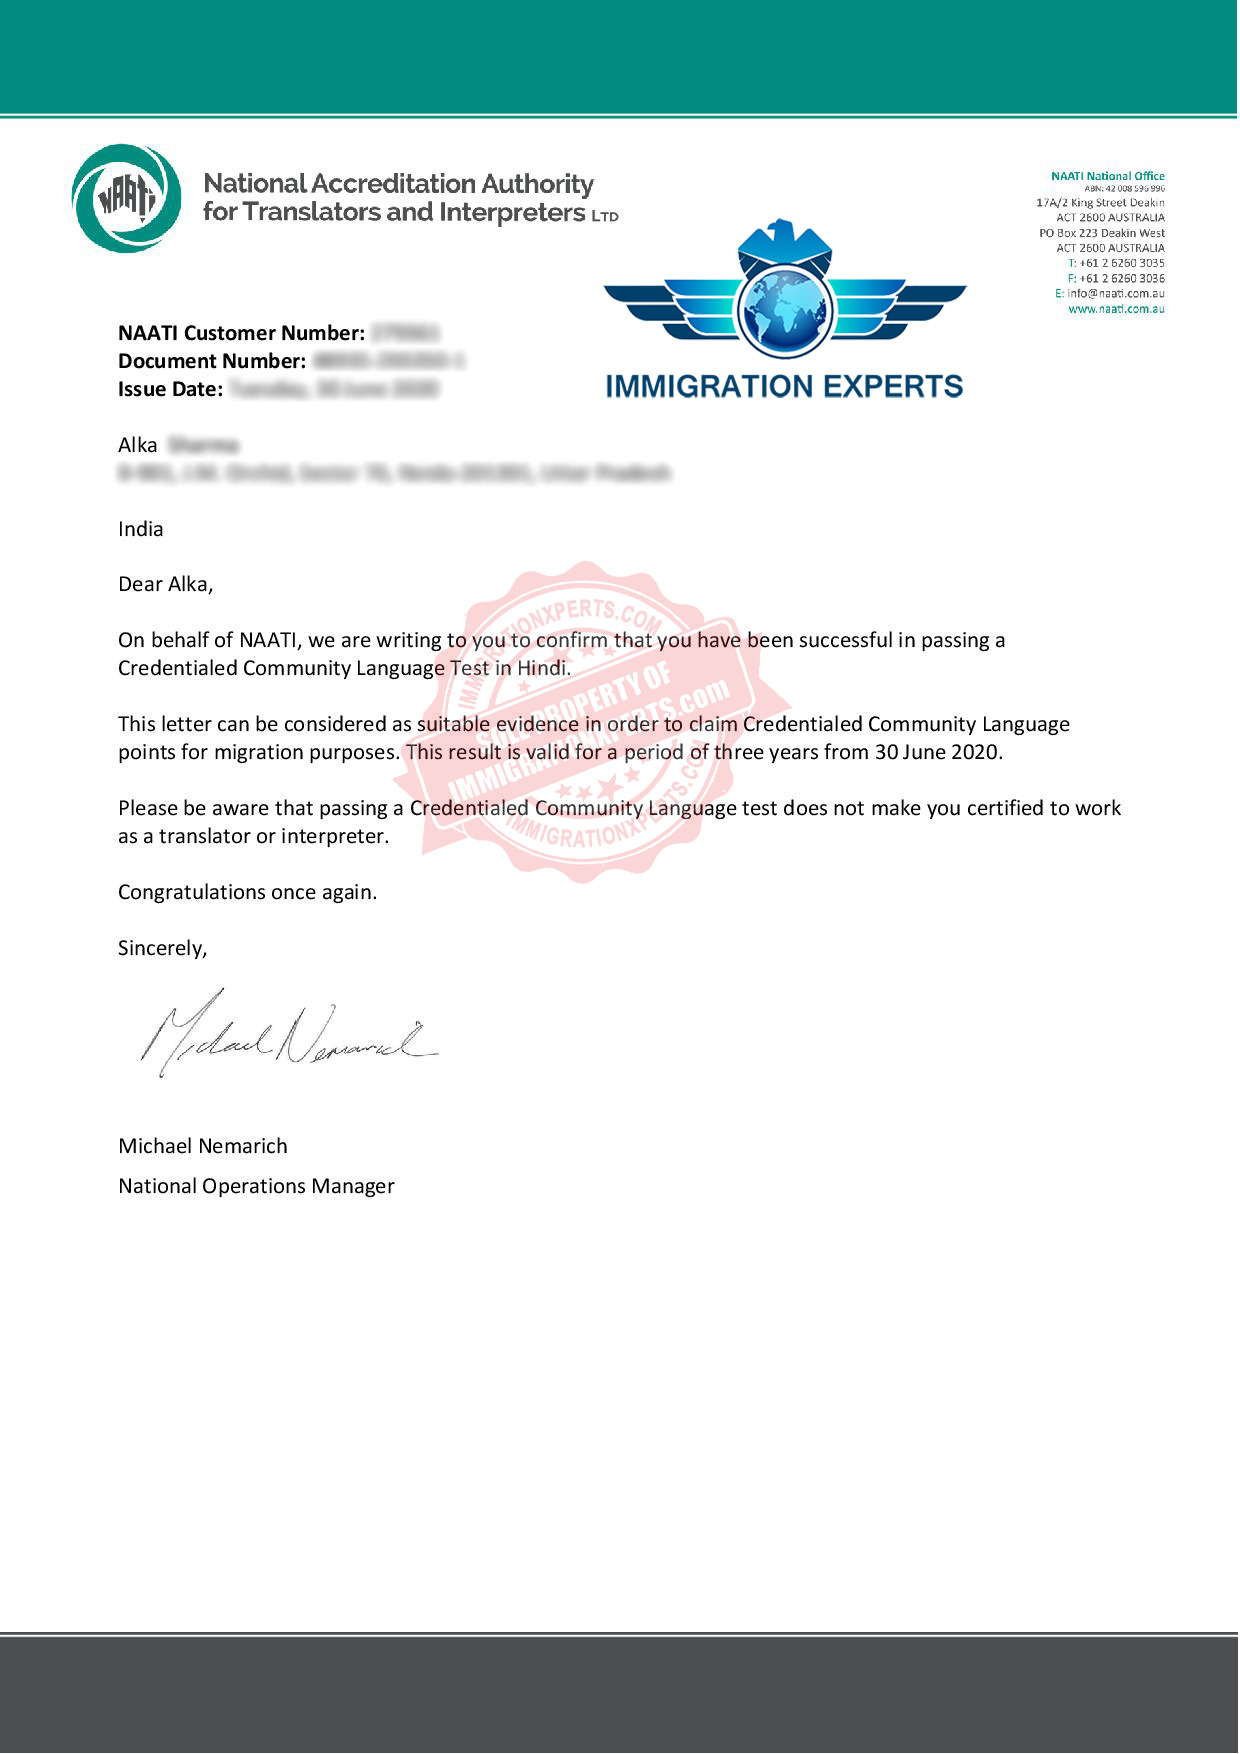 NAATI
National Accreditation Authority
for Translators and Interpreters LTD
NAATI National Office
ABN: 42 008 596 996
17A/2 King Street Deakin
ACT 2600 AUSTRALIA
PO Box 223 Deakin West
ACT 2600 AUSTRALIA
T: +61 2 6260 3035
F: +61 2 6260 3036
E: info@naati.com.au
www.naati.com.au
IMMIGRATION EXPERTS
NAATI Customer Number:
Document Number:
Issue Date:
Alka
India
Dear Alka,
On behalf of NAATI, we are writing to you to confirm that you have been successful in passing a
Credentialed Community Language Test in Hindi.
This letter can be considered as suitable evidence in order to claim Credentialed Community Language
points for migration purposes. This result is valid for a period of three years from 30 June 2020.
Please be aware that passing a Credentialed Community Language test does not make you certified to work
as a translator or interpreter.
Congratulations once again.
Sincerely,
Michael Nemarich
Michael Nemarich
National Operations Manager
IMMIGRATIONXPERTS.COM
SOLE PROPERTY OF
IMMIGRATIONXPERTS.com
IMMIGRATIONXPERTS.COM